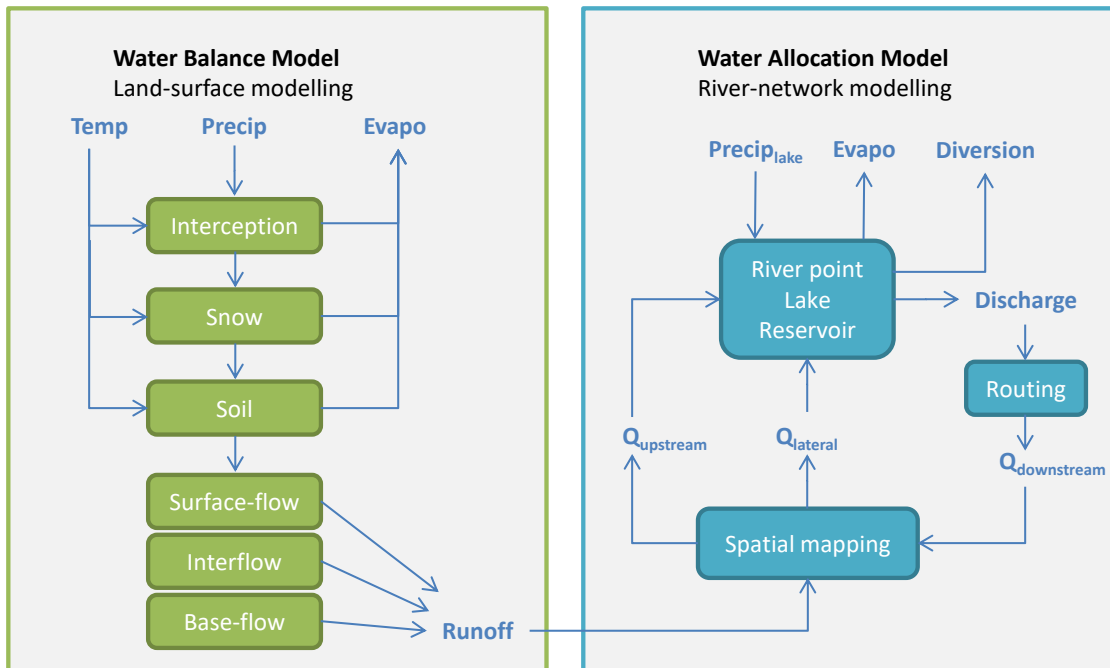 Water Balance Model
Land-surface modelling
Temp
Precip
Evapo
Interception
Snow
Soil
Surface-flow
Interflow
Base-flow
Runoff
Water Allocation Model
River-network modelling
Precip_lake
Evapo
Diversion
River point
Lake
Reservoir
Discharge
Routing
Q_upstream
Q_lateral
Q_downstream
Spatial mapping